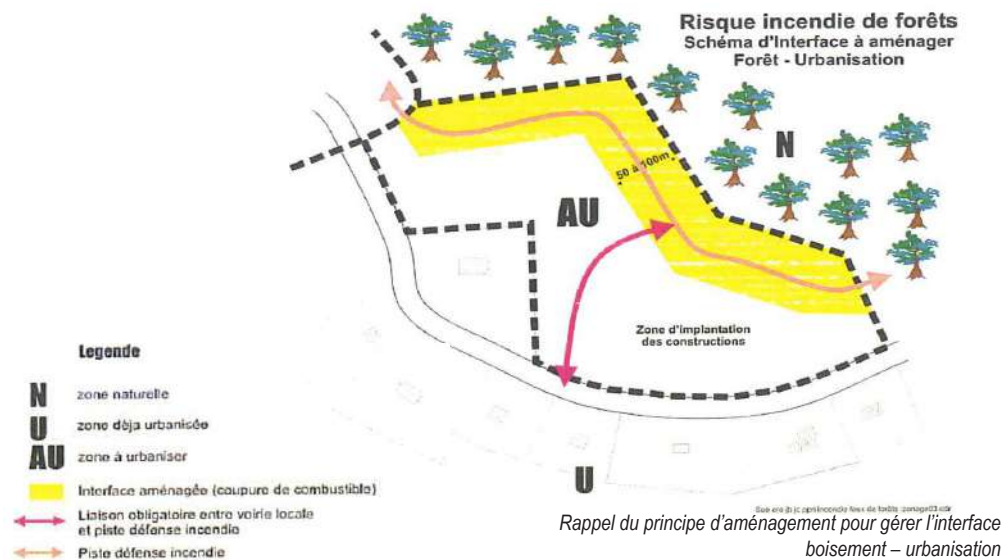 Risque incendie de forêts
Schéma d'Interface à aménager
Forêt - Urbanisation
N
50 à 100m
AU
Zone d'implantation
des constructions
Legende
N zone naturelle
U zone déja urbanisée
AU zone à urbaniser
Interface aménagée (coupure de combustible)
Liaison obligatoire entre voirie locale
et piste défense incendie
Piste défense incendie
U
Rappel du principe d'aménagement pour gérer l'interface
boisement – urbanisation